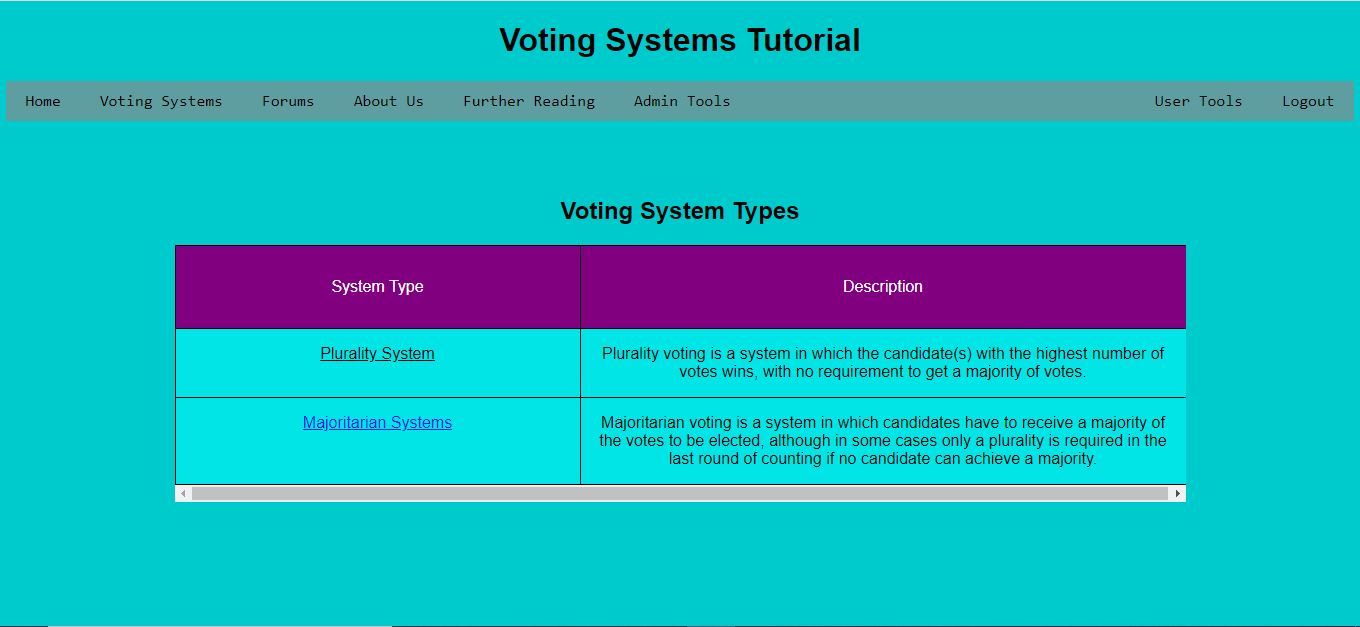 Voting Systems Tutorial
Home Voting Systems Forums About Us Further Reading Admin Tools User Tools Logout
Voting System Types
System Type Description
Plurality System
Plurality voting is a system in which the candidate(s) with the highest number of
votes wins, with no requirement to get a majority of votes.
Majoritarian Systems
Majoritarian voting is a system in which candidates have to receive a majority of
the votes to be elected, although in some cases only a plurality is required in the
last round of counting if no candidate can achieve a majority.